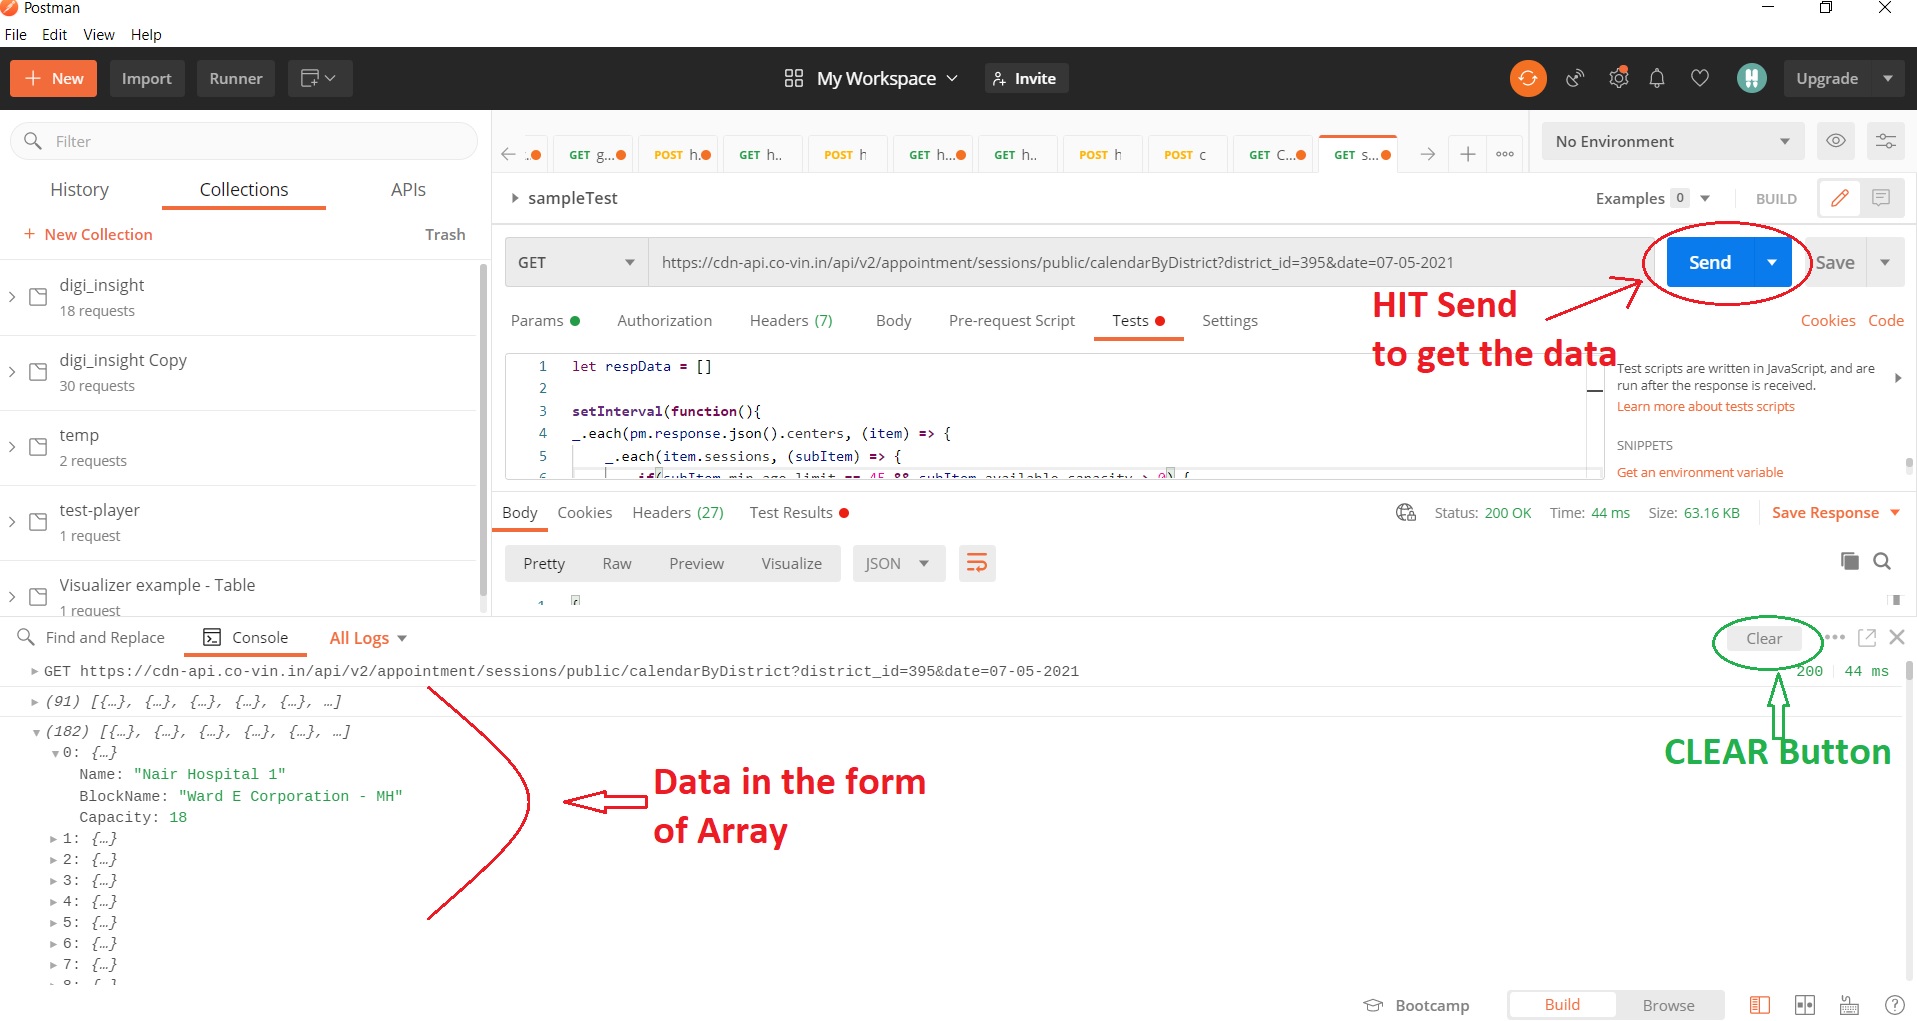 Postman
File Edit View Help
+ New Import Runner My Workspace Invite Upgrade
Filter
GET g... POST h. GET h.. POST h GET h... GET h.. POST h POST c GET C... GET s...
No Environment
History Collections APIs
sampleTest
Examples 0 BUILD
+ New Collection Trash
GET https://cdn-api.co-vin.in/api/v2/appointment/sessions/public/calendarByDistrict?district_id=395&date=07-05-2021
Send Save
digi_insight
18 requests
HIT Send
to get the data
Params Authorization Headers (7) Body Pre-request Script Tests Settings
Cookies Code
digi_insight Copy
30 requests
1 let respData = []
2
3 setInterval(function(){
4 _.each(pm.response.json().centers, (item) => {
5 _.each(item.sessions, (subItem) => {
6 if(subItem.min_age_limit == 45 && subItem.available_capacity > 0) {
Test scripts are written in JavaScript, and are
run after the response is received.
Learn more about tests scripts
SNIPPETS
Get an environment variable
temp
2 requests
test-player
1 request
Visualizer example - Table
1 request
Body Cookies Headers (27) Test Results
Status: 200 OK Time: 44 ms Size: 63.16 KB Save Response
Pretty Raw Preview Visualize JSON
1 {
Find and Replace Console All Logs Clear
GET https://cdn-api.co-vin.in/api/v2/appointment/sessions/public/calendarByDistrict?district_id=395&date=07-05-2021 200 44 ms
(91) [{…}, {…}, {…}, {…}, {…}, …]
(182) [{…}, {…}, {…}, {…}, {…}, …]
0: {…}
Name: "Nair Hospital 1"
BlockName: "Ward E Corporation - MH"
Capacity: 18
1: {…}
2: {…}
3: {…}
4: {…}
5: {…}
6: {…}
7: {…}
8: {…}
CLEAR Button
Data in the form
of Array
Bootcamp Build Browse